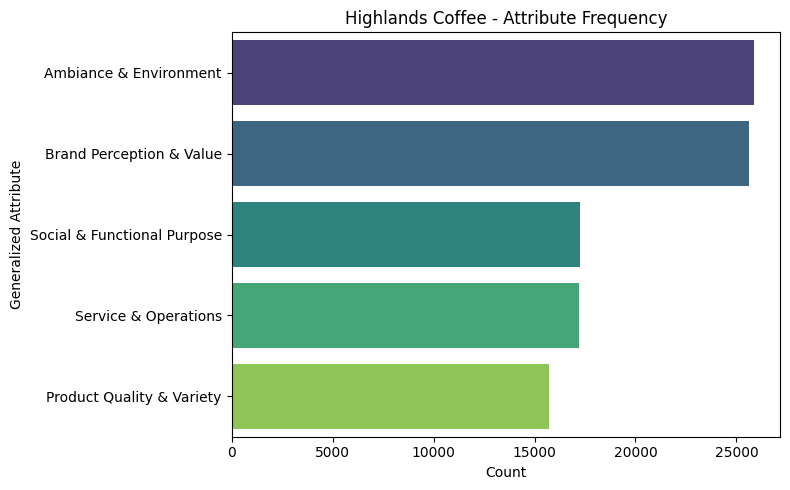 Highlands Coffee - Attribute Frequency
Generalized Attribute
Ambiance & Environment
Brand Perception & Value
Social & Functional Purpose
Service & Operations
Product Quality & Variety
0 5000 10000 15000 20000 25000
Count